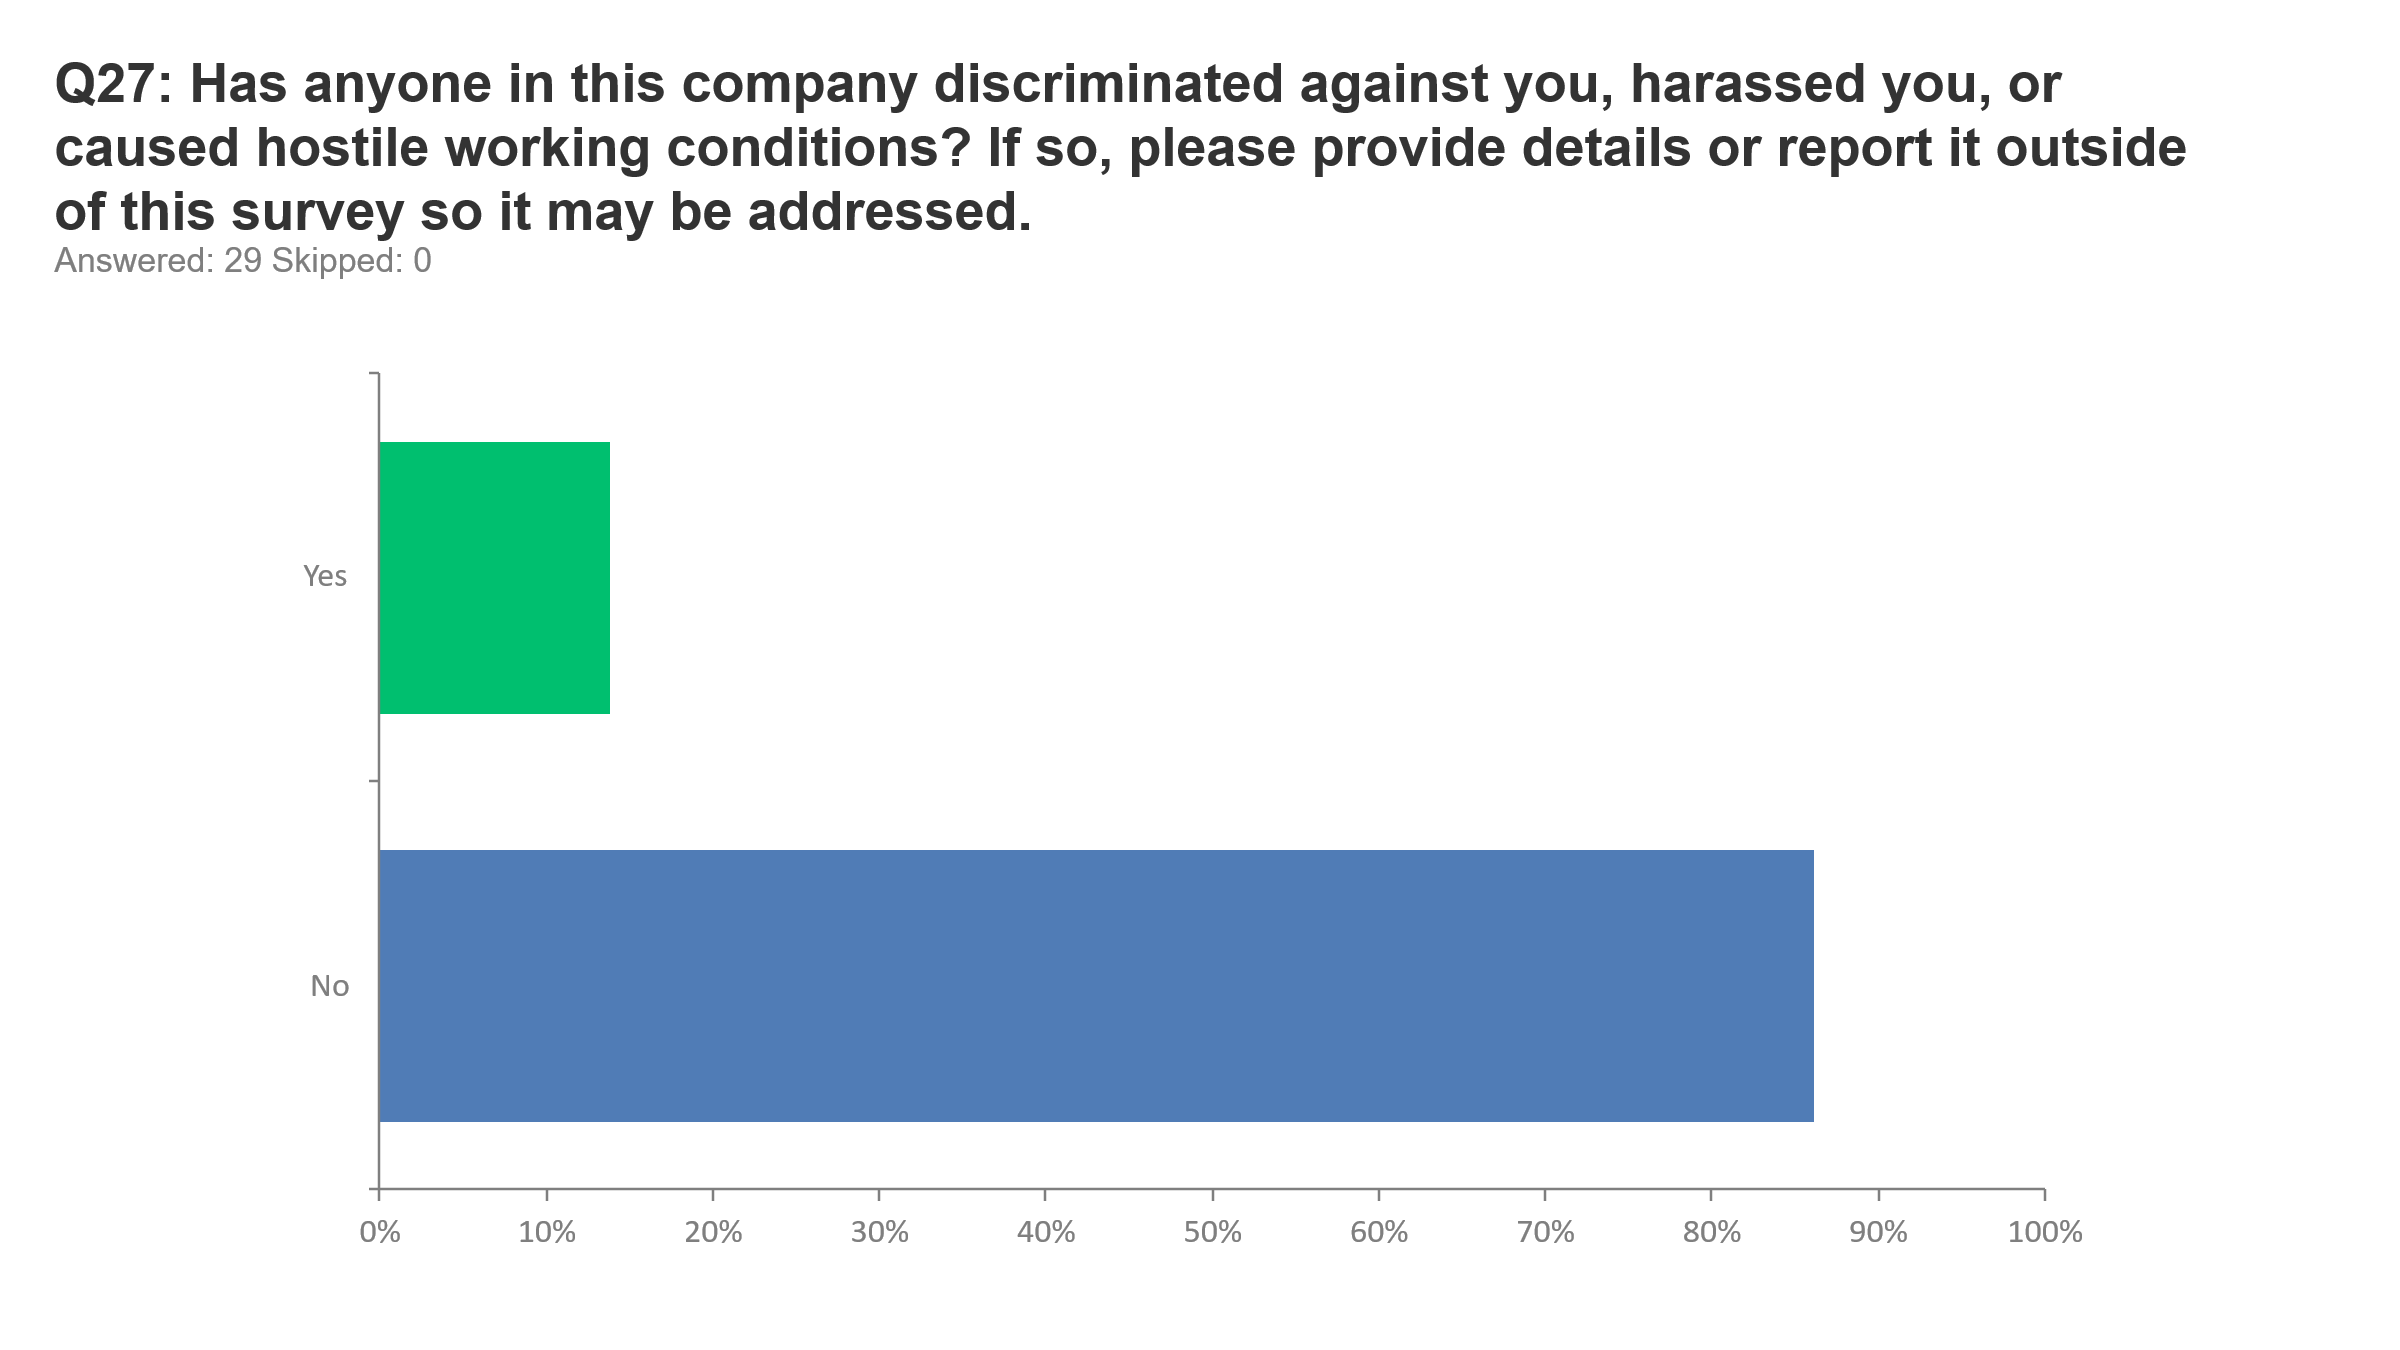 Q27: Has anyone in this company discriminated against you, harassed you, or
caused hostile working conditions? If so, please provide details or report it outside
of this survey so it may be addressed.
Answered: 29 Skipped: 0
Yes
No
0% 10% 20% 30% 40% 50% 60% 70% 80% 90% 100%